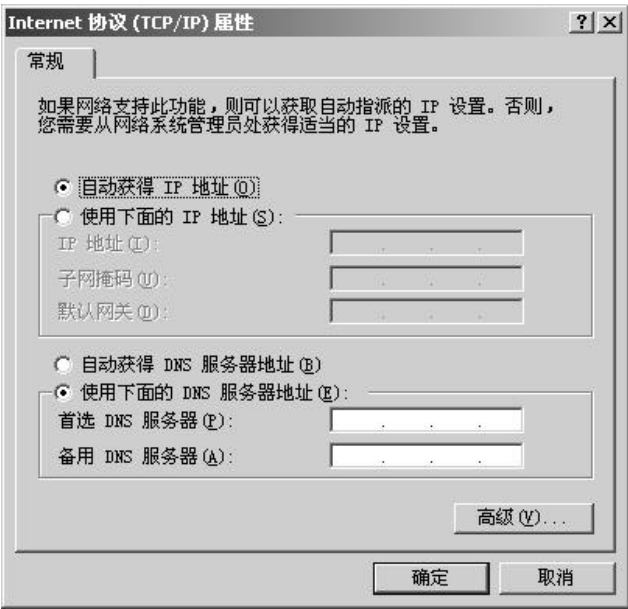 Internet 协议 (TCP/IP) 属性
常规
如果网络支持此功能，则可以获取自动指派的 IP 设置。否则，
您需要从网络系统管理员处获得适当的 IP 设置。
自动获得 IP 地址(O)
使用下面的 IP 地址(S):
IP 地址(I):
子网掩码(U):
默认网关(D):
自动获得 DNS 服务器地址(B)
使用下面的 DNS 服务器地址(E):
首选 DNS 服务器(P):
备用 DNS 服务器(A):
高级(V)...
确定
取消